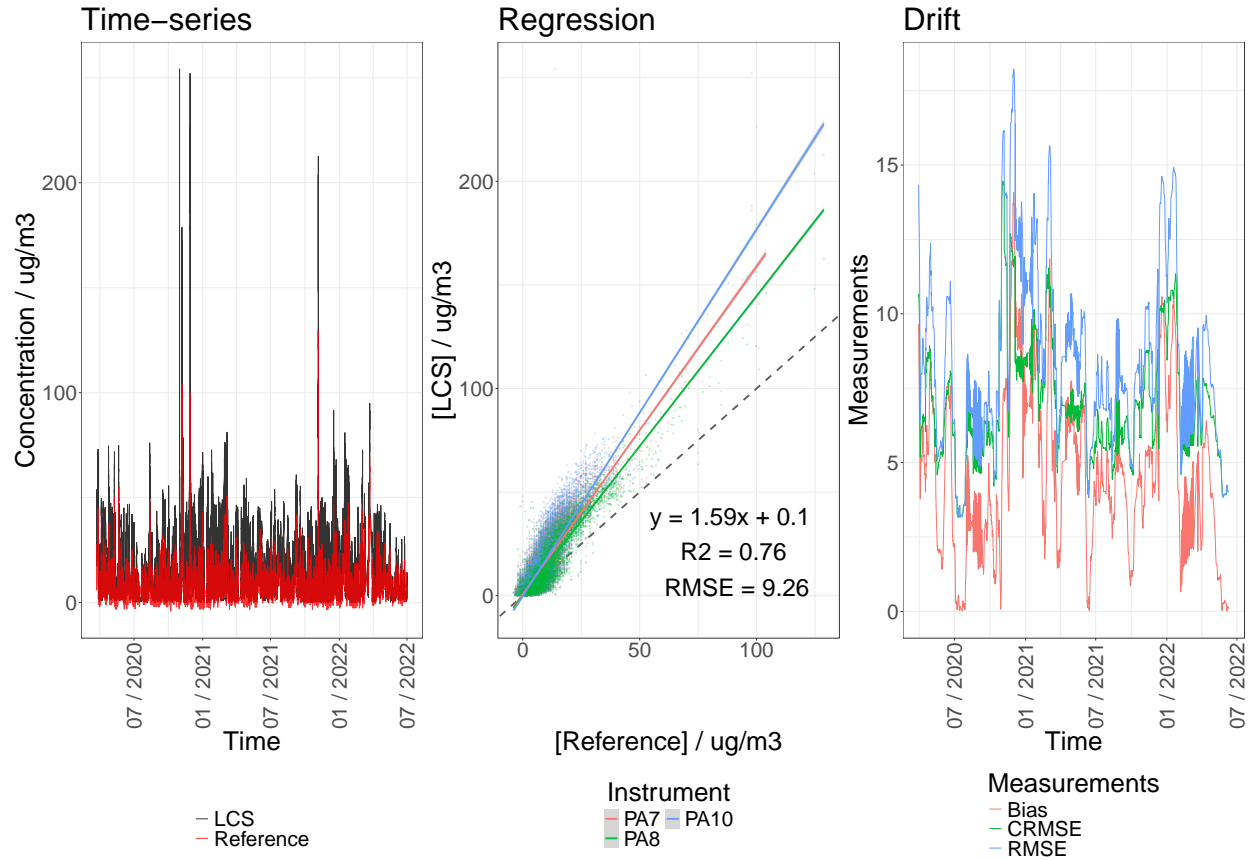 Time−series
Concentration / ug/m3
200
100
0
07 / 2020
01 / 2021
07 / 2021
01 / 2022
07 / 2022
Time
LCS
Reference
Regression
[LCS] / ug/m3
200
100
0
y = 1.59x + 0.1
R2 = 0.76
RMSE = 9.26
0
50
100
[Reference] / ug/m3
Instrument
PA7
PA10
PA8
Drift
Measurements
15
10
5
0
07 / 2020
01 / 2021
07 / 2021
01 / 2022
07 / 2022
Time
Measurements
Bias
CRMSE
RMSE